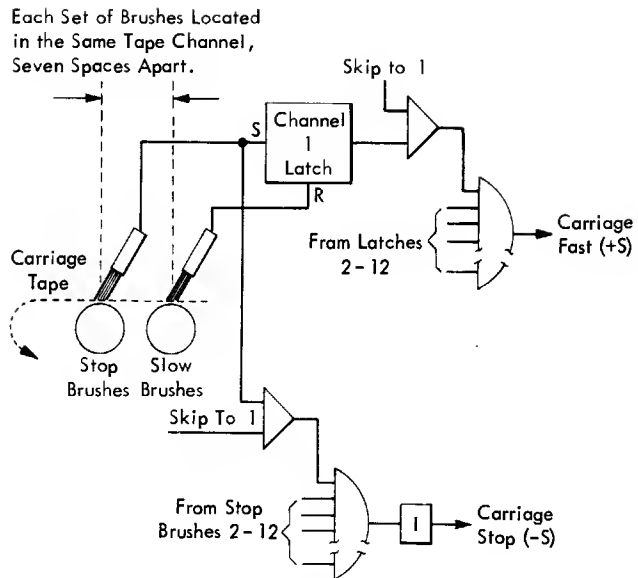 Each Set of Brushes Located
in the Same Tape Channel,
Seven Spaces Apart.
Skip to 1
S
Channel
1
Latch
R
Fram Latches
2-12
Carriage
Fast (+S)
Carriage
Tape
Stop
Brushes
Slow
Brushes
Skip To 1
From Stop
Brushes 2-12
I
Carriage
Stop (-S)